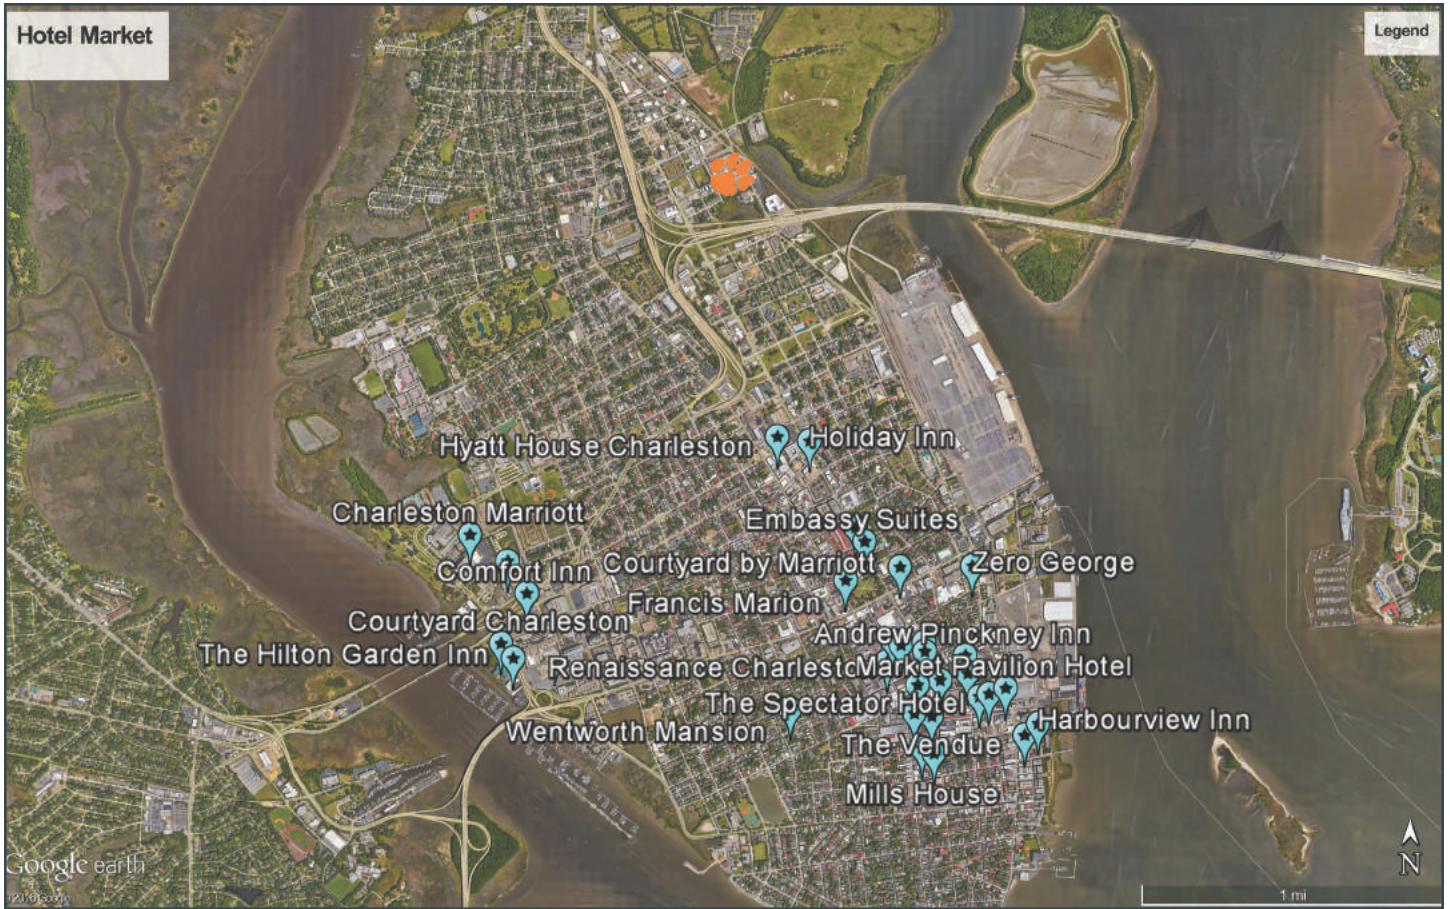 Hotel Market
Legend
Hyatt House Charleston
Holiday Inn
Charleston Marriott
Embassy Suites
Comfort Inn
Courtyard by Marriott
Zero George
Francis Marion
Courtyard Charleston
Andrew Pinckney Inn
The Hilton Garden Inn
Renaissance Charlesto
Market Pavilion Hotel
The Spectator Hotel
Wentworth Mansion
Harbourview Inn
The Vendue
Mills House
Google earth
N
1 mi